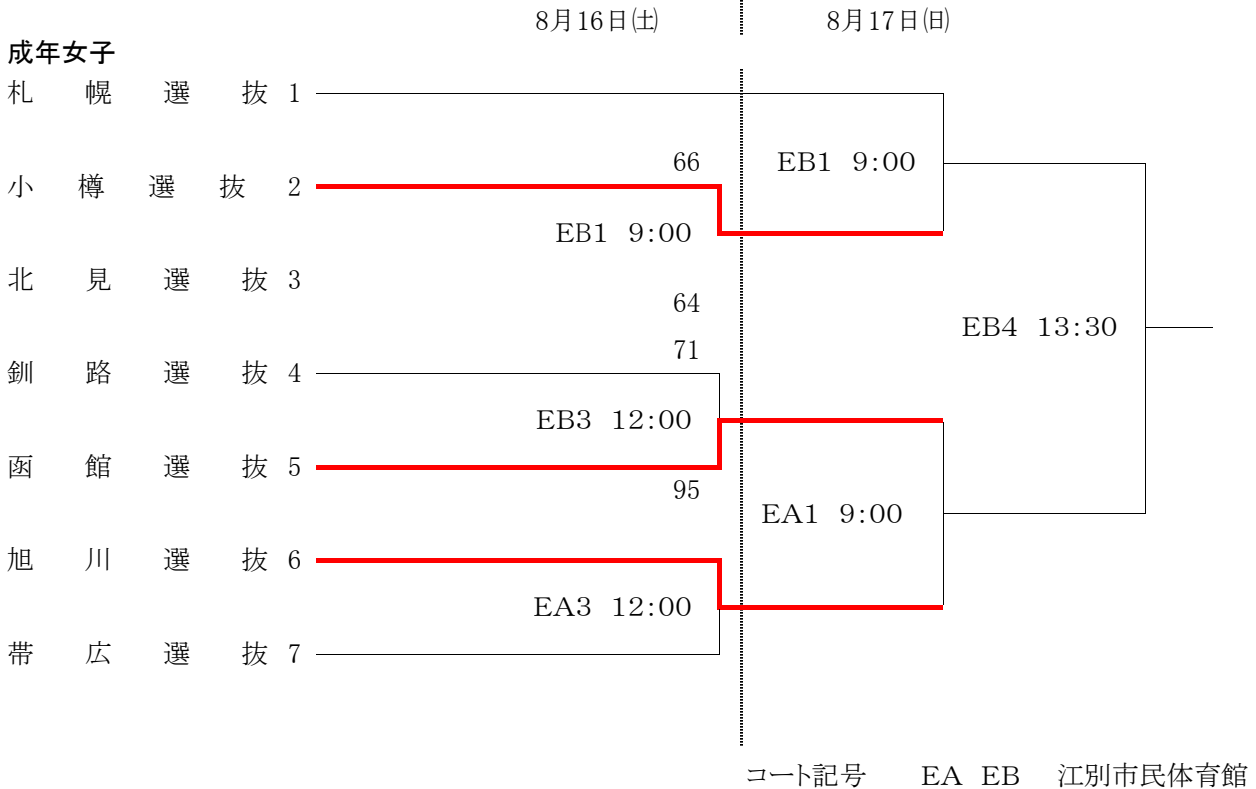 8月16日㈯ 8月17日㈰
成年女子
札幌選抜 1
66 EB1 9:00
小樽選抜 2
EB1 9:00
北見選抜 3
64
EB4 13:30
71
釧路選抜 4
EB3 12:00
函館選抜 5
95
EA1 9:00
旭川選抜 6
EA3 12:00
帯広選抜 7
コート記号 EA EB 江別市民体育館